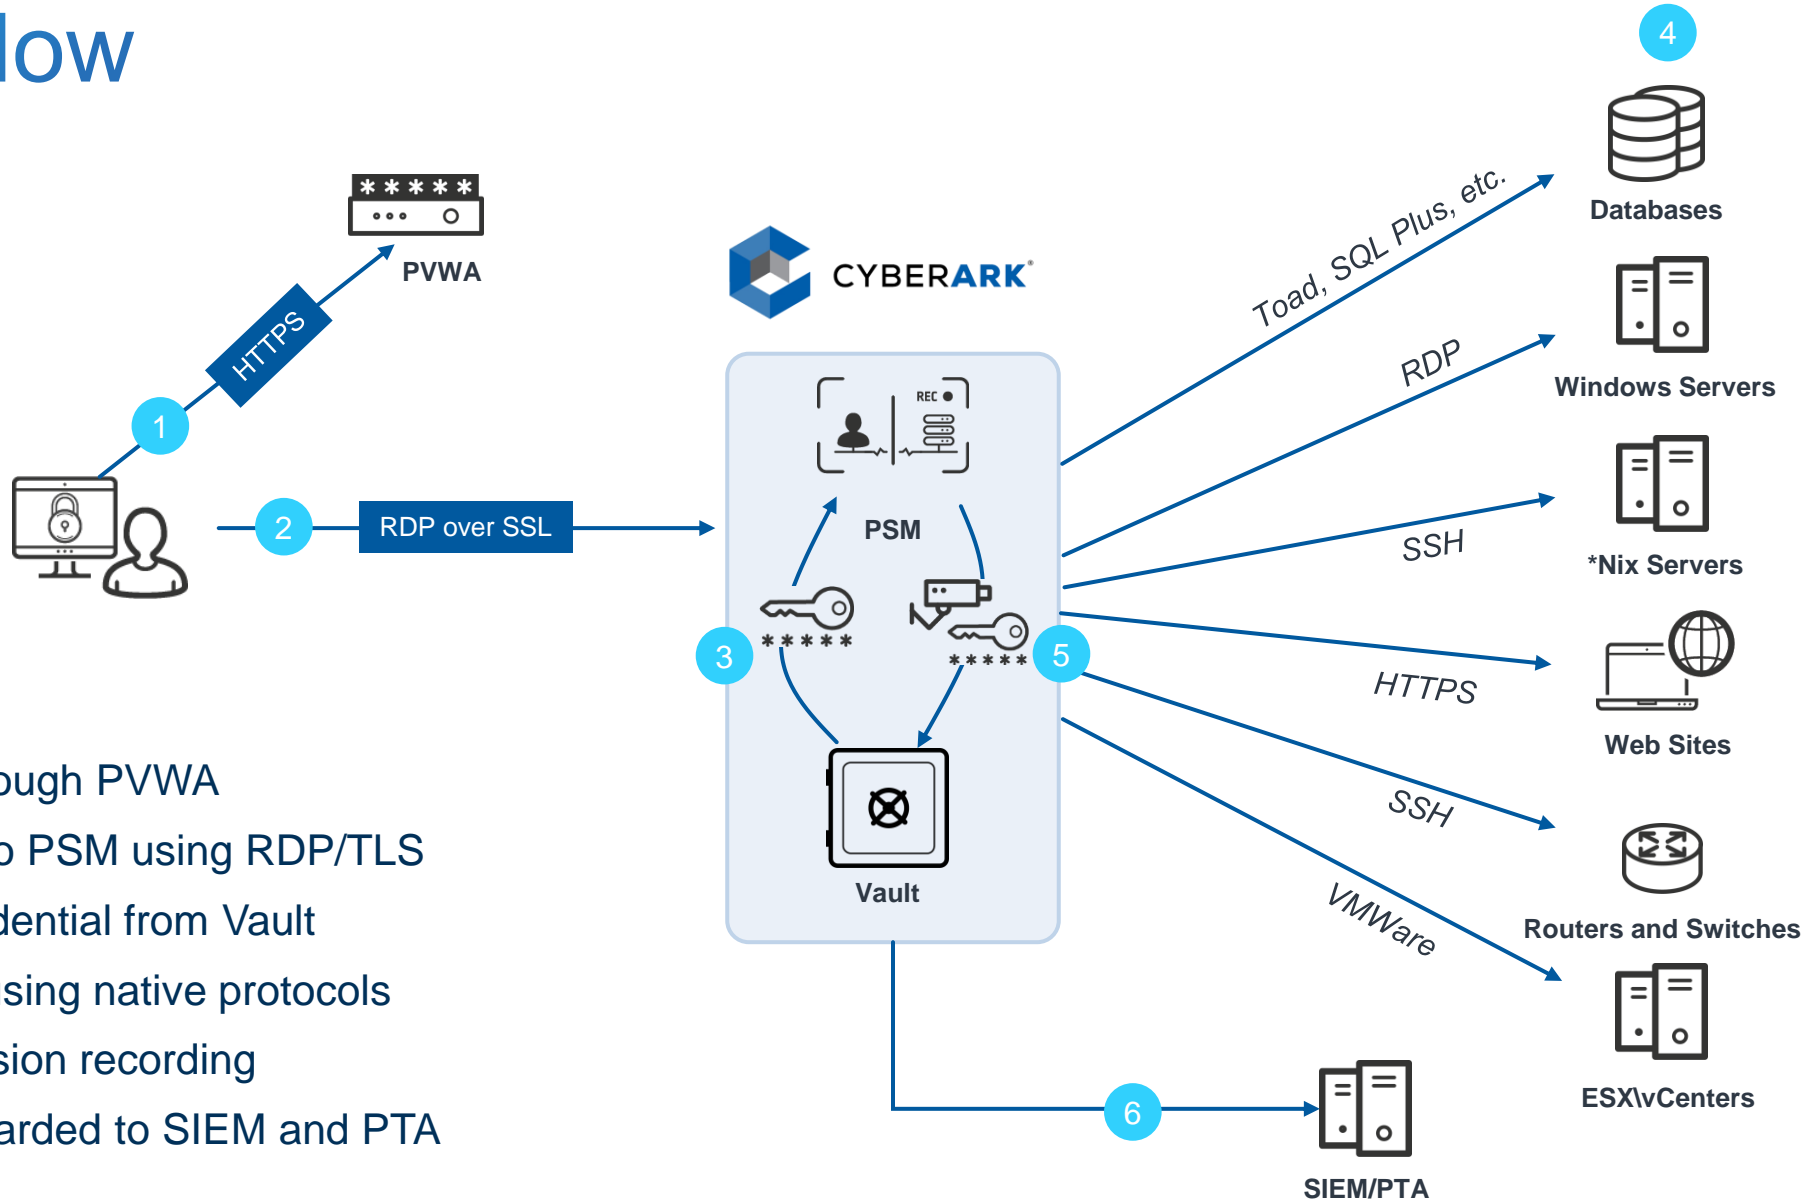 low
4
* * * * *
PVWA
HTTPS
1
CYBERARK
REC
PSM
2
RDP over SSL
* * * * *
3
* * * * *
5
Vault
Toad, SQL Plus, etc.
Databases
RDP
Windows Servers
SSH
*Nix Servers
HTTPS
Web Sites
SSH
Routers and Switches
VMWare
ESX\vCenters
6
SIEM/PTA
ough PVWA
o PSM using RDP/TLS
dential from Vault
using native protocols
sion recording
arded to SIEM and PTA